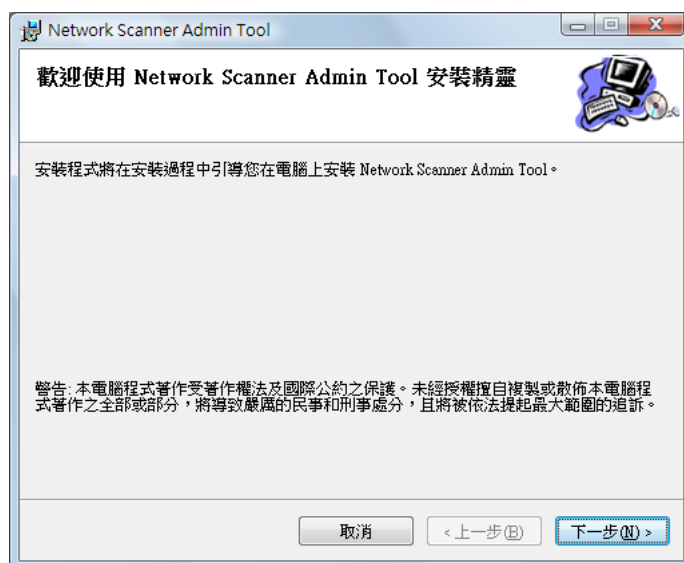 Network Scanner Admin Tool
歡迎使用 Network Scanner Admin Tool 安裝精靈
安裝程式將在安裝過程中引導您在電腦上安裝 Network Scanner Admin Tool。
警告: 本電腦程式著作受著作權法及國際公約之保護。未經授權擅自複製或散佈本電腦程
式著作之全部或部分，將導致嚴厲的民事和刑事處分，且將被依法提起最大範圍的追訴。
取消
<上一步(B)
下一步(N)>